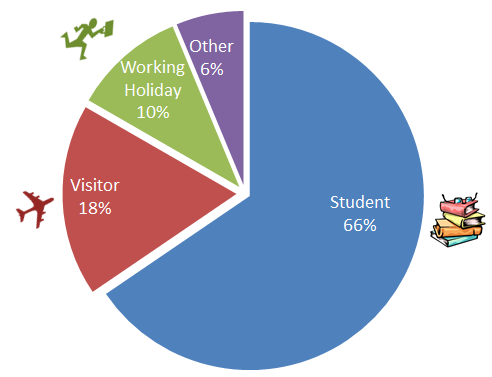 Other
6%
Working
Holiday
10%
Visitor
18%
Student
66%